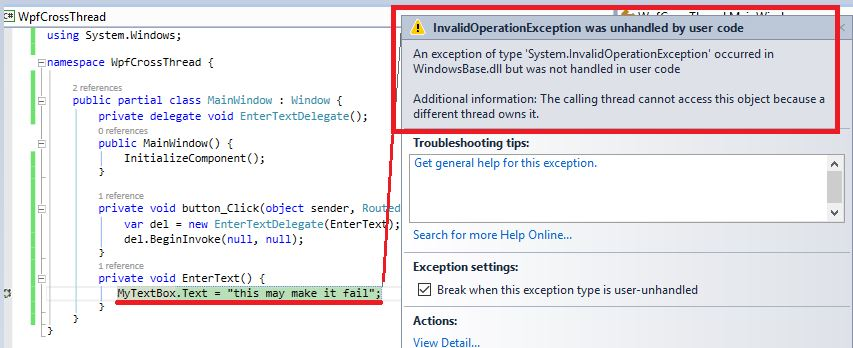 WpfCrossThread
using System.Windows;
namespace WpfCrossThread {
2 references
public partial class MainWindow : Window {
private delegate void EnterTextDelegate();
0 references
public MainWindow() {
InitializeComponent();
}
1 reference
private void button_Click(object sender, Routed
var del = new EnterTextDelegate(EnterText);
del.BeginInvoke(null, null);
}
1 reference
private void EnterText() {
MyTextBox.Text = "this may make it fail";
}
}
}
InvalidOperationException was unhandled by user code
An exception of type 'System.InvalidOperationException' occurred in
WindowsBase.dll but was not handled in user code
Additional information: The calling thread cannot access this object because a
different thread owns it.
Troubleshooting tips:
Get general help for this exception.
Search for more Help Online...
Exception settings:
Break when this exception type is user-unhandled
Actions:
View Detail...